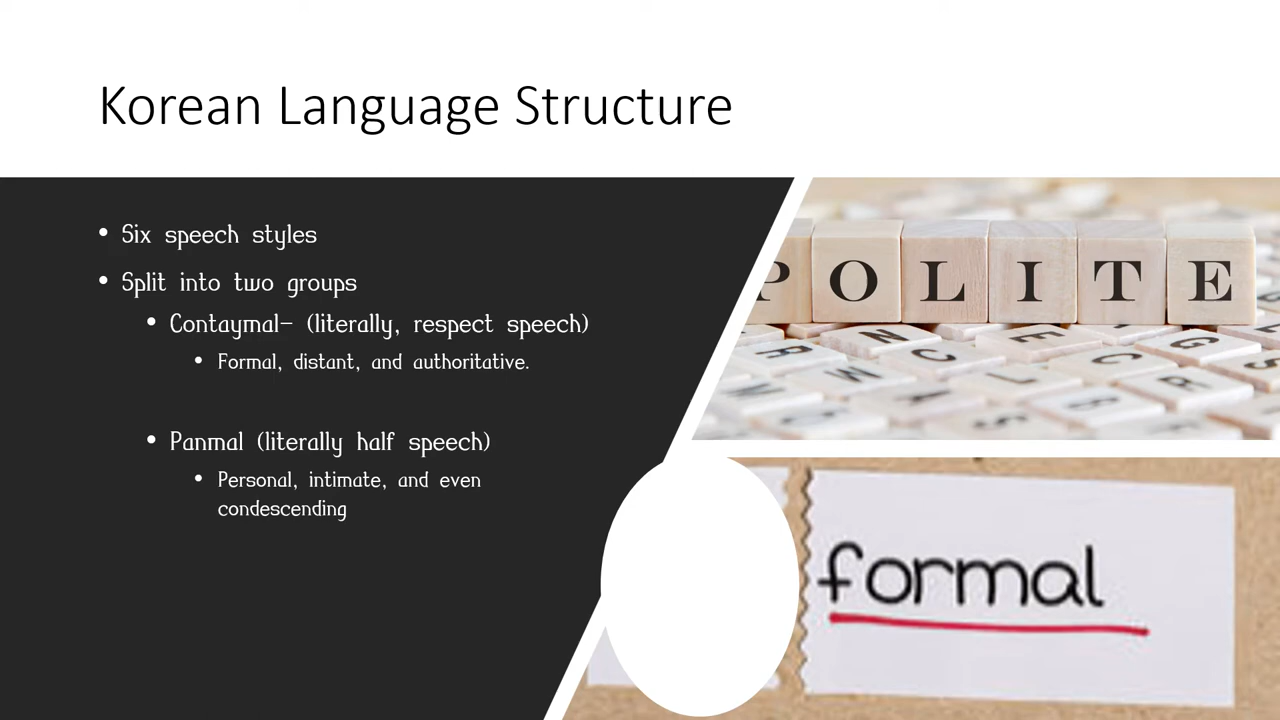 Korean Language Structure
• Six speech styles
• Split into two groups
• Contaymal- (literally, respect speech)
• Formal, distant, and authoritative.
• Panmal (literally half speech)
• Personal, intimate, and even
condescending
POLITE
formal